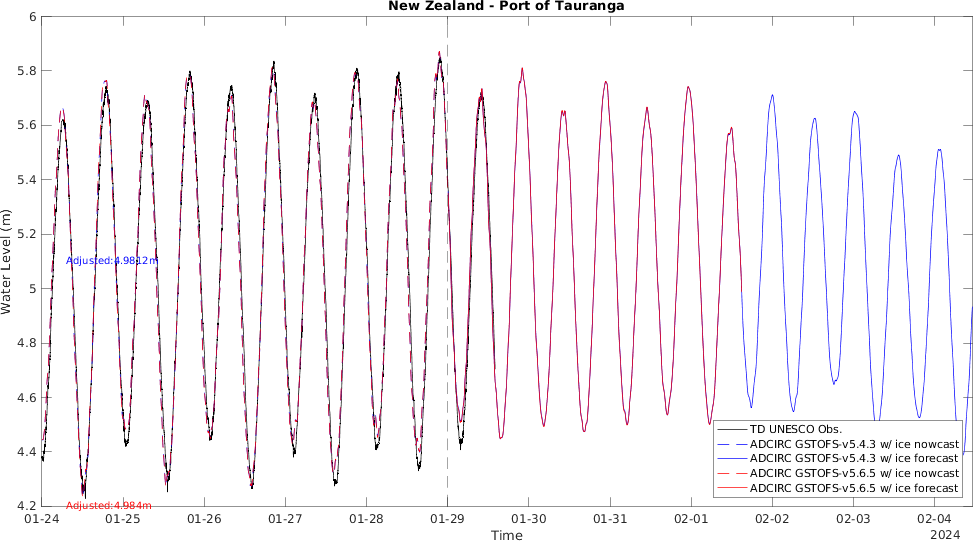 New Zealand - Port of Tauranga
6
5.8
5.6
5.4
5.2
5
4.8
4.6
4.4
4.2
Water Level (m)
Adjusted:4.9812m
Adjusted:4.984m
TD UNESCO Obs.
ADCIRC GSTOFS-v5.4.3 w/ ice nowcast
ADCIRC GSTOFS-v5.4.3 w/ ice forecast
ADCIRC GSTOFS-v5.6.5 w/ ice nowcast
ADCIRC GSTOFS-v5.6.5 w/ ice forecast
01-24 01-25 01-26 01-27 01-28 01-29 01-30 01-31 02-01 02-02 02-03 02-04
2024
Time